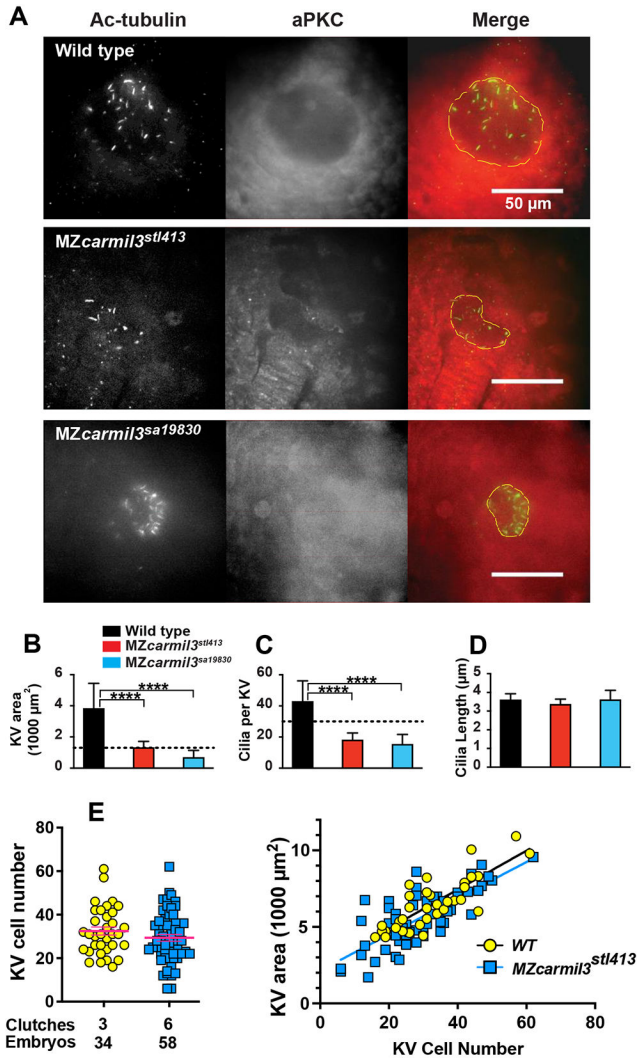 A
Ac-tubulin aPKC Merge
Wild type
50 µm
MZcarmil3stl413
MZcarmil3sa19830
B
Wild type
MZcarmil3stl413
MZcarmil3sa19830
C
D
KV area
(1000 µm²)
6
4
2
0
****
****
Cilia per KV
60
40
20
0
****
****
Cilia Length (µm)
6
4
2
0
E
KV cell number
80
60
40
20
0
Clutches 3 6
Embryos 34 58
KV area (1000 µm²)
10
5
0
0 20 40 60 80
KV Cell Number
WT
MZcarmil3stl413